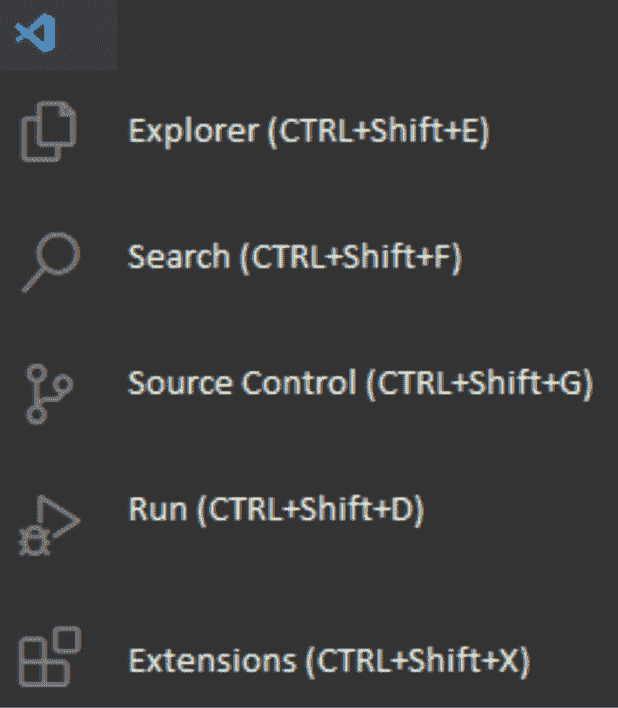 Explorer (CTRL+Shift+E)
Search (CTRL+Shift+F)
Source Control (CTRL+Shift+G)
Run (CTRL+Shift+D)
Extensions (CTRL+Shift+X)